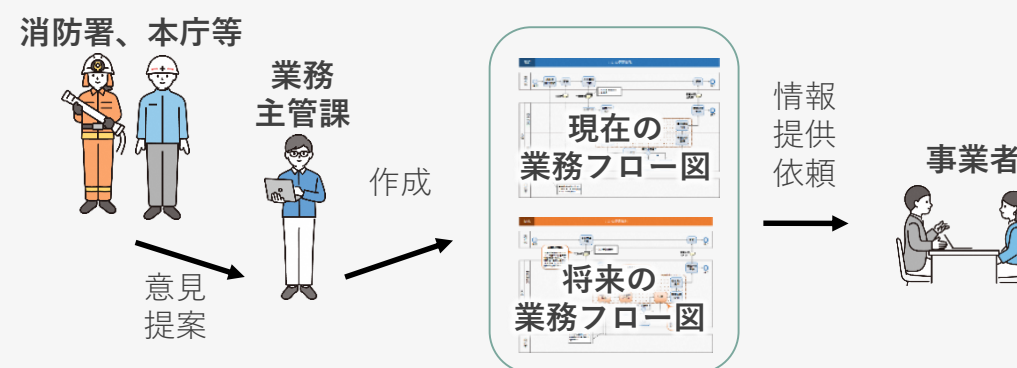 消防署、本庁等
業務
主管課
意見
提案
作成
現在の
業務フロー図
将来の
業務フロー図
情報
提供
依頼
事業者